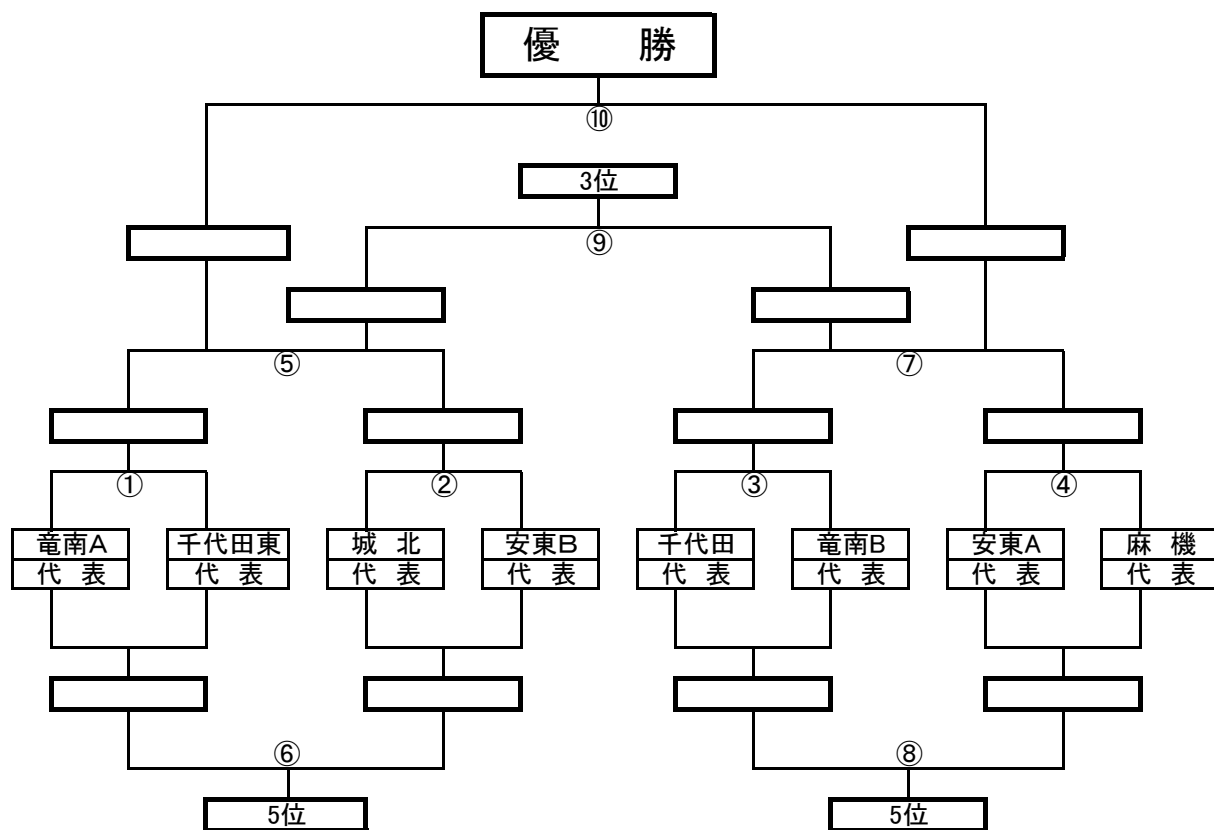 優　勝
⑩
3位
⑨
⑤ ⑦
① ② ③ ④
竜南A 千代田東 城 北 安東B 千代田 竜南B 安東A 麻 機
代 表 代 表 代 表 代 表 代 表 代 表 代 表 代 表
⑥ ⑧
5位 5位